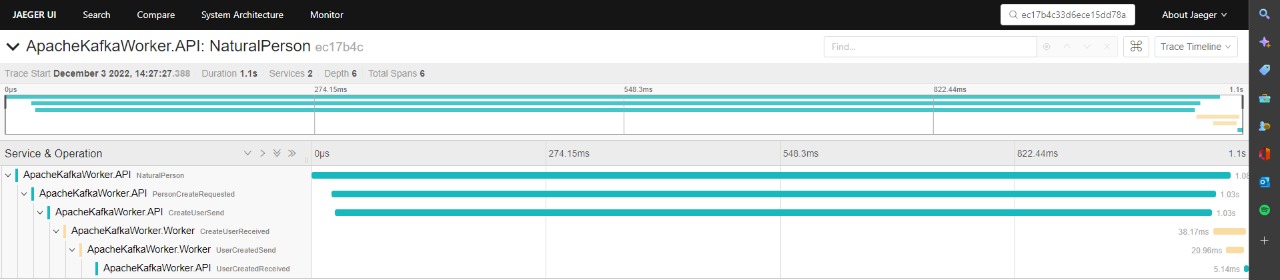 JAEGER UI Search Compare System Architecture Monitor ec17b4c33d6ece15dd78a About Jaeger
ApacheKafkaWorker.API: NaturalPerson ec17b4c Find... Trace Timeline
Trace Start December 3 2022, 14:27:27.388 Duration 1.1s Services 2 Depth 6 Total Spans 6
0μs 274.15ms 548.3ms 822.44ms 1.1s
Service & Operation 0μs 274.15ms 548.3ms 822.44ms 1.1s
ApacheKafkaWorker.API NaturalPerson 1.08
ApacheKafkaWorker.API PersonCreateRequested 1.03s
ApacheKafkaWorker.API CreateUserSend 1.03s
ApacheKafkaWorker.Worker CreateUserReceived 38.17ms
ApacheKafkaWorker.Worker UserCreatedSend 20.96ms
ApacheKafkaWorker.API UserCreatedReceived 5.14ms